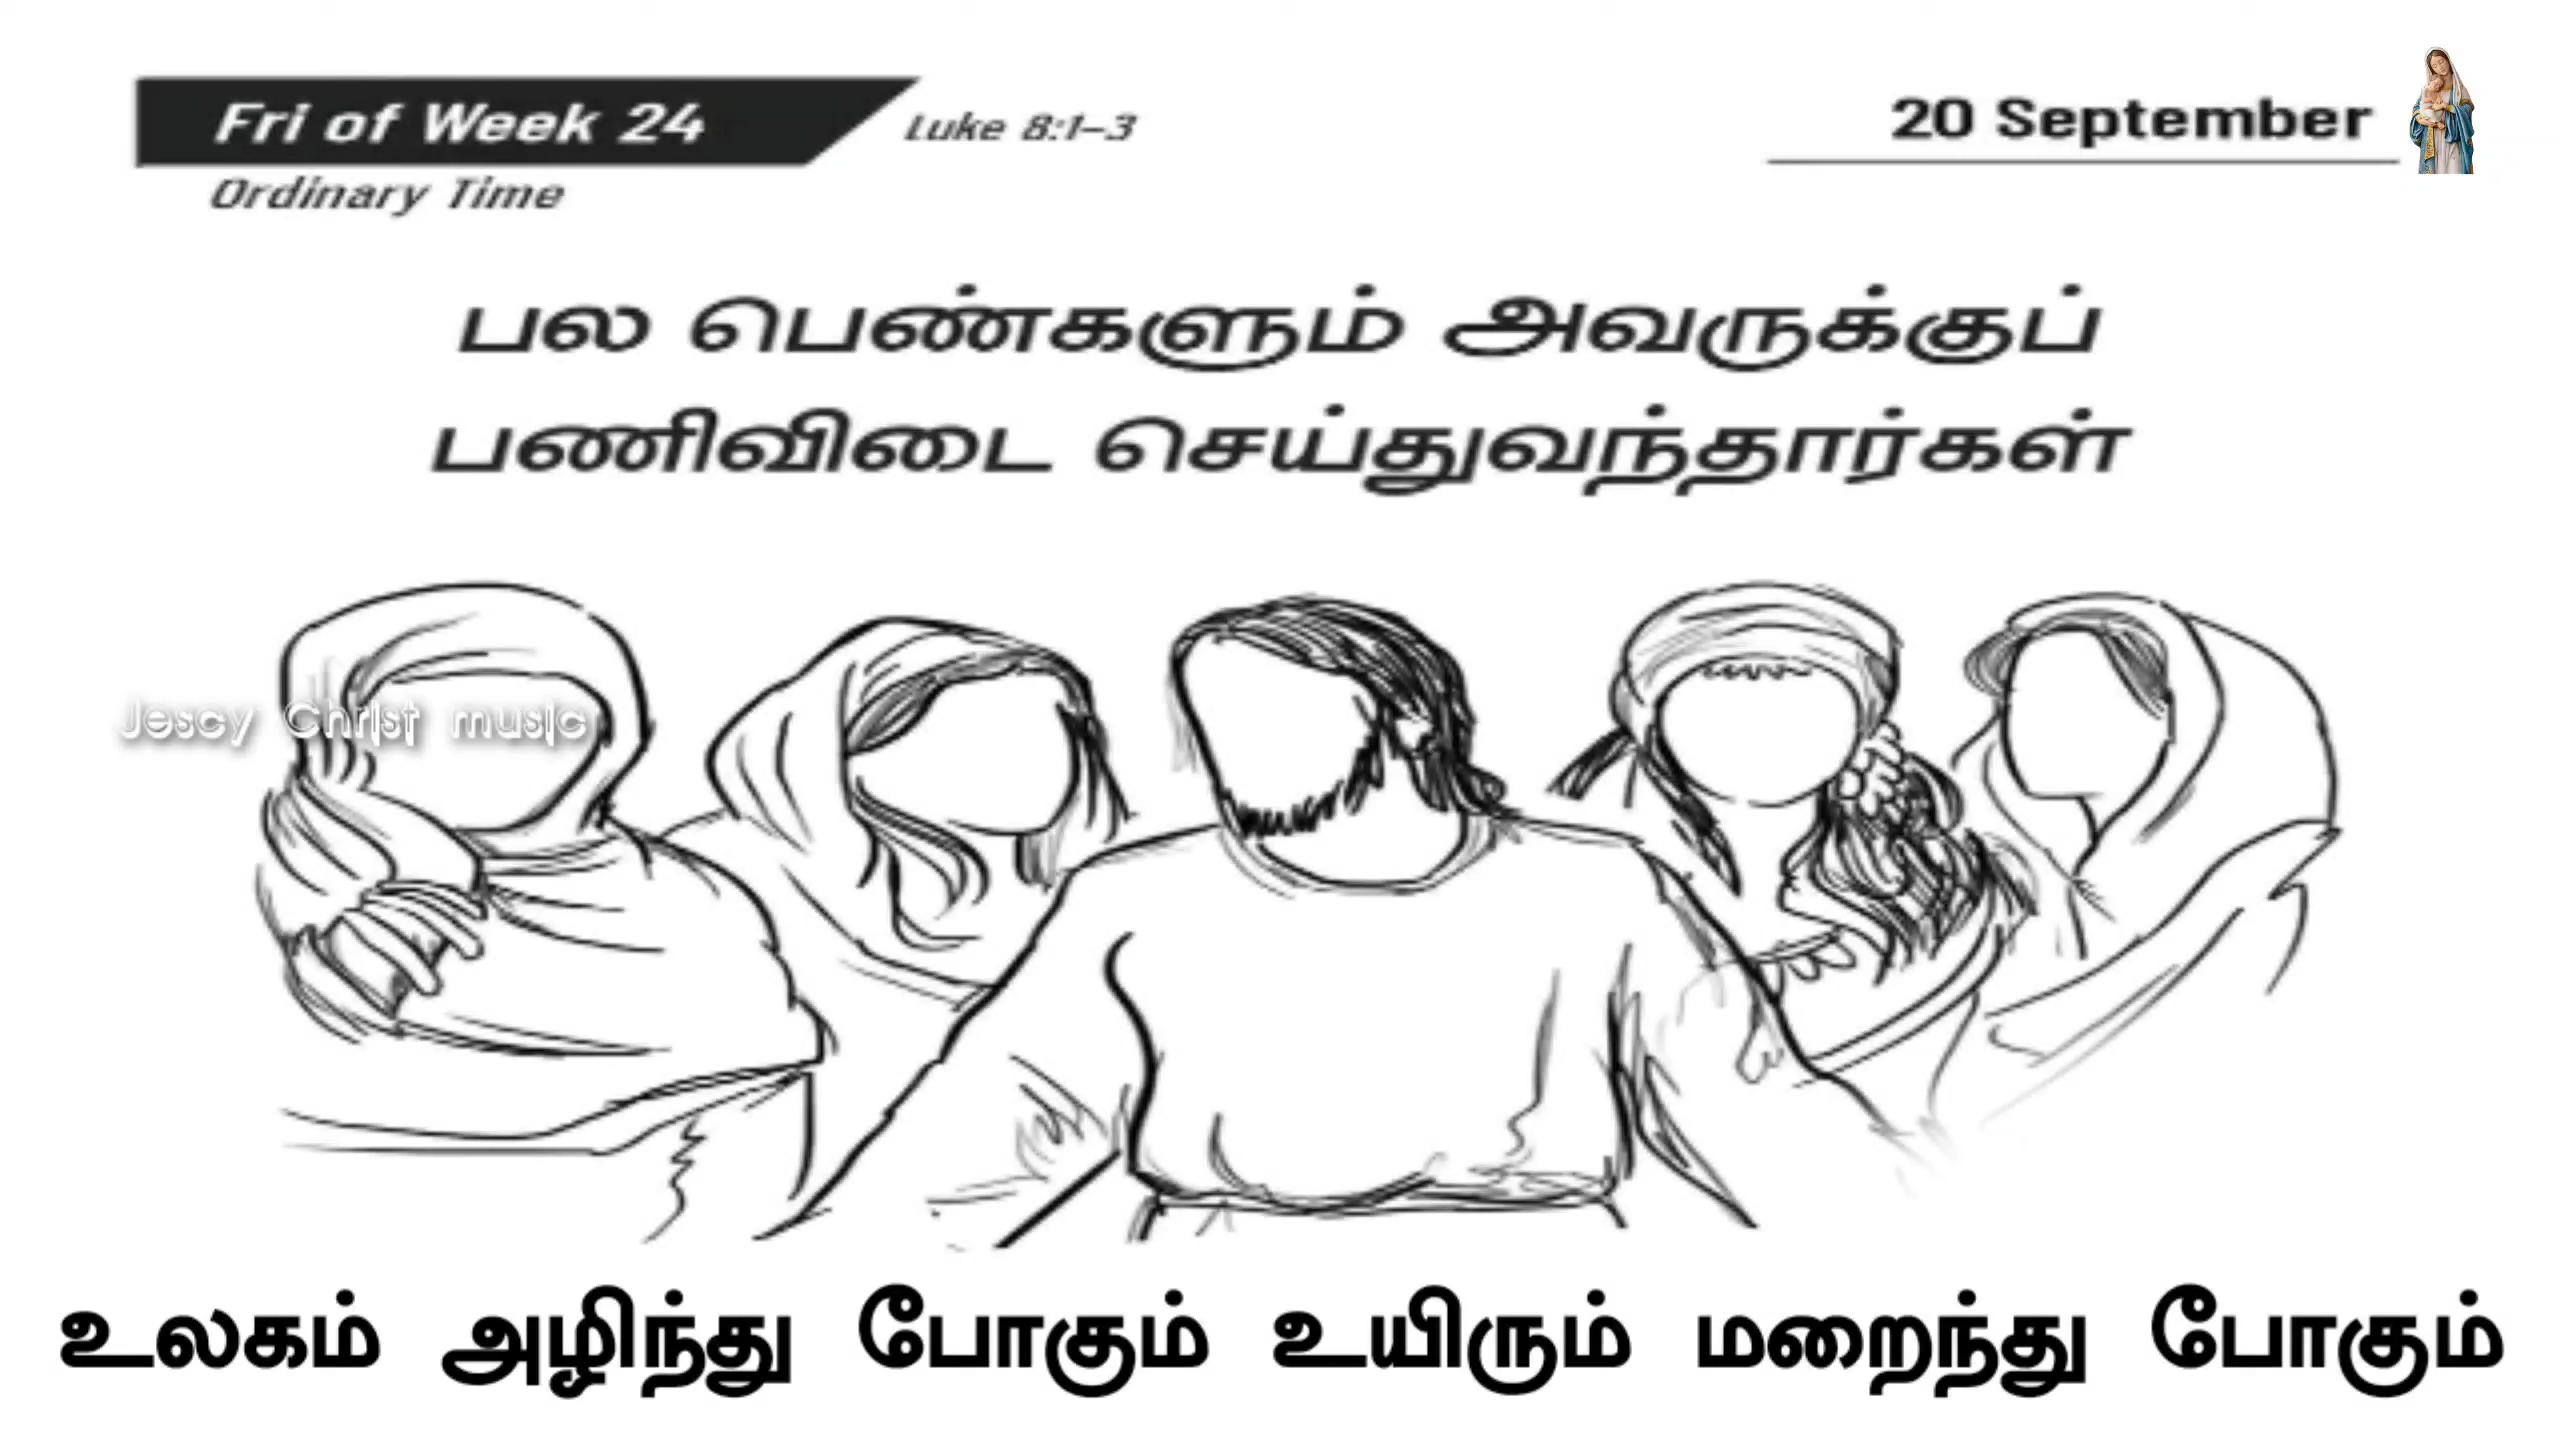 Fri of Week 24
Luke 8:1-3
20 September
Ordinary Time
பல பெண்களும் அவருக்குப்
பணிவிடை செய்துவந்தார்கள்
Jescy Christ music
உலகம் அழிந்து போகும் உயிரும் மறைந்து போகும்